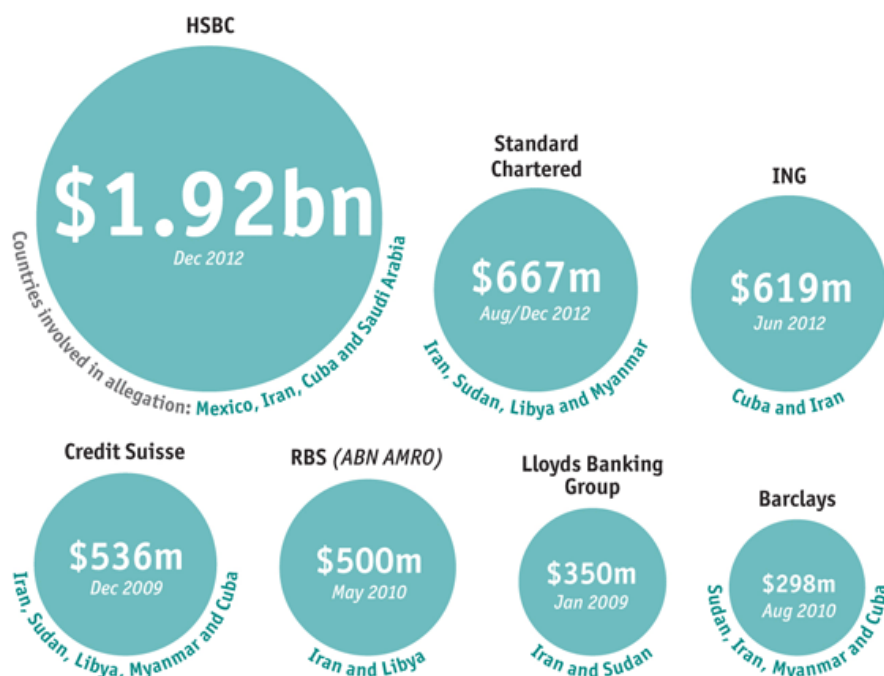 HSBC
$1.92bn
Dec 2012
Countries involved in allegation: Mexico, Iran, Cuba and Saudi Arabia
Standard
Chartered
$667m
Aug/Dec 2012
Iran, Sudan, Libya and Myanmar
ING
$619m
Jun 2012
Cuba and Iran
Credit Suisse
$536m
Dec 2009
Iran, Sudan, Libya, Myanmar and Cuba
RBS (ABN AMRO)
$500m
May 2010
Iran and Libya
Lloyds Banking
Group
$350m
Jan 2009
Iran and Sudan
Barclays
$298m
Aug 2010
Sudan, Iran, Myanmar and Cuba